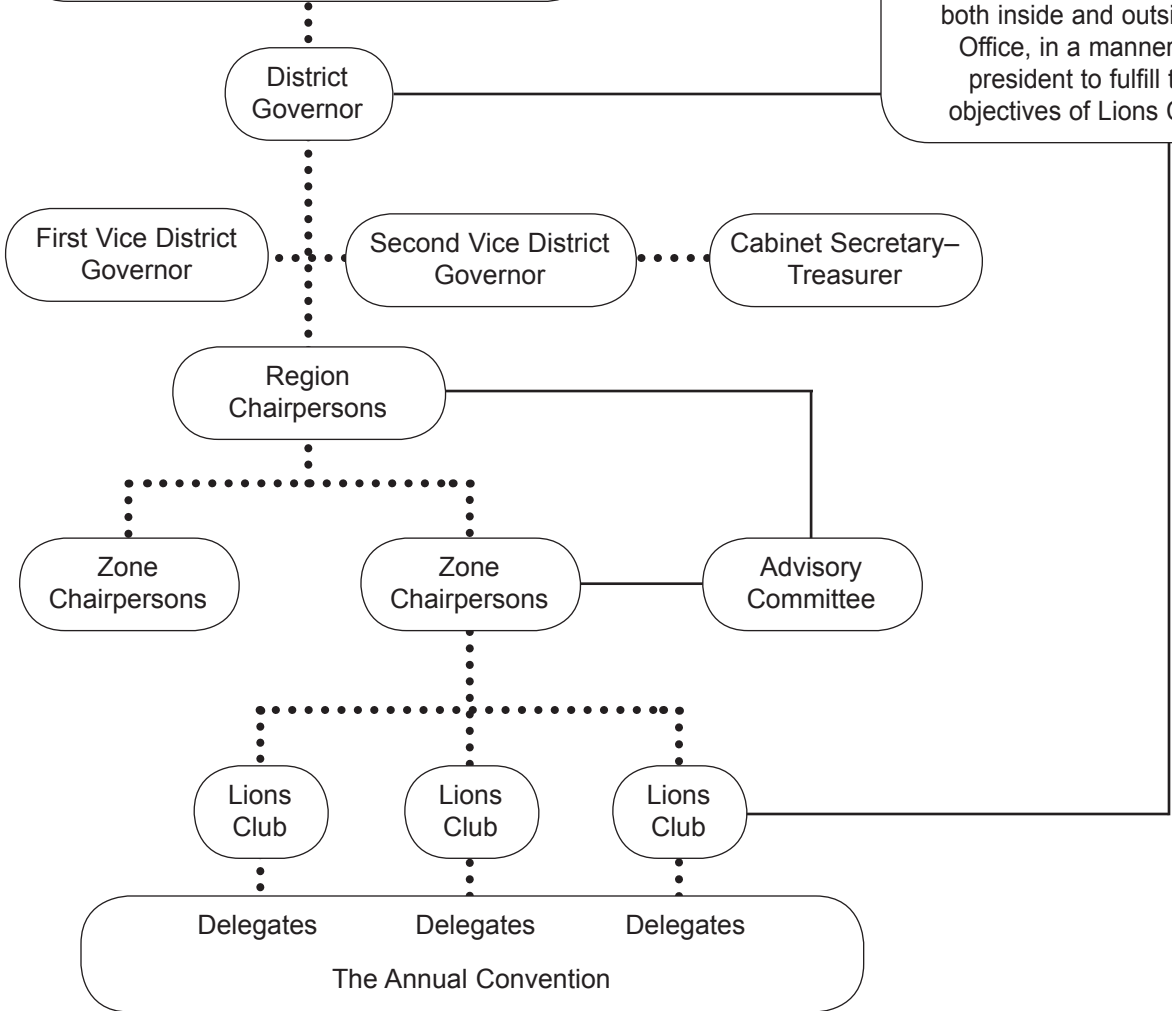 both inside and outsi
Office, in a manner
president to fulfill t
objectives of Lions
District
Governor
First Vice District
Governor
Second Vice District
Governor
Cabinet Secretary–
Treasurer
Region
Chairpersons
Zone
Chairpersons
Zone
Chairpersons
Advisory
Committee
Lions
Club
Lions
Club
Lions
Club
Delegates
Delegates
Delegates
The Annual Convention